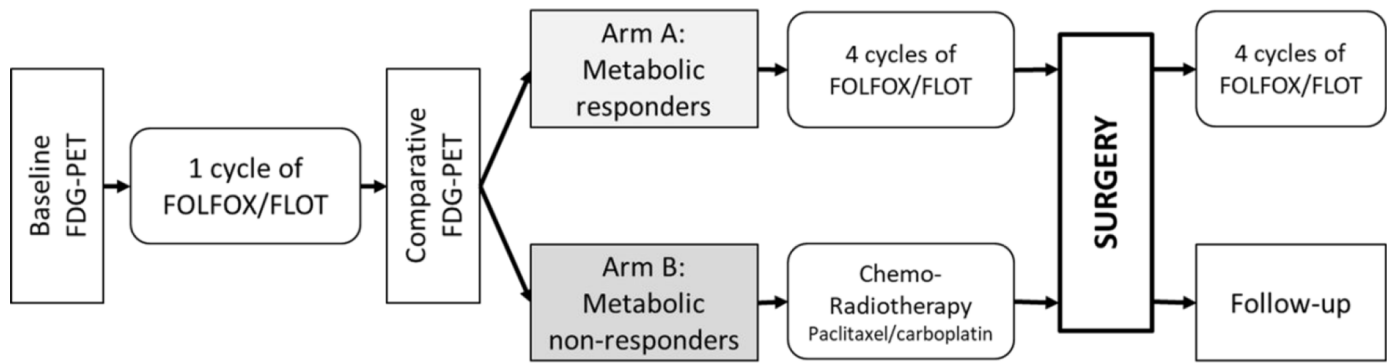 Baseline
FDG-PET
1 cycle of
FOLFOX/FLOT
Comparative
FDG-PET
Arm A:
Metabolic
responders
4 cycles of
FOLFOX/FLOT
Arm B:
Metabolic
non-responders
Chemo-
Radiotherapy
Paclitaxel/carboplatin
SURGERY
4 cycles of
FOLFOX/FLOT
Follow-up